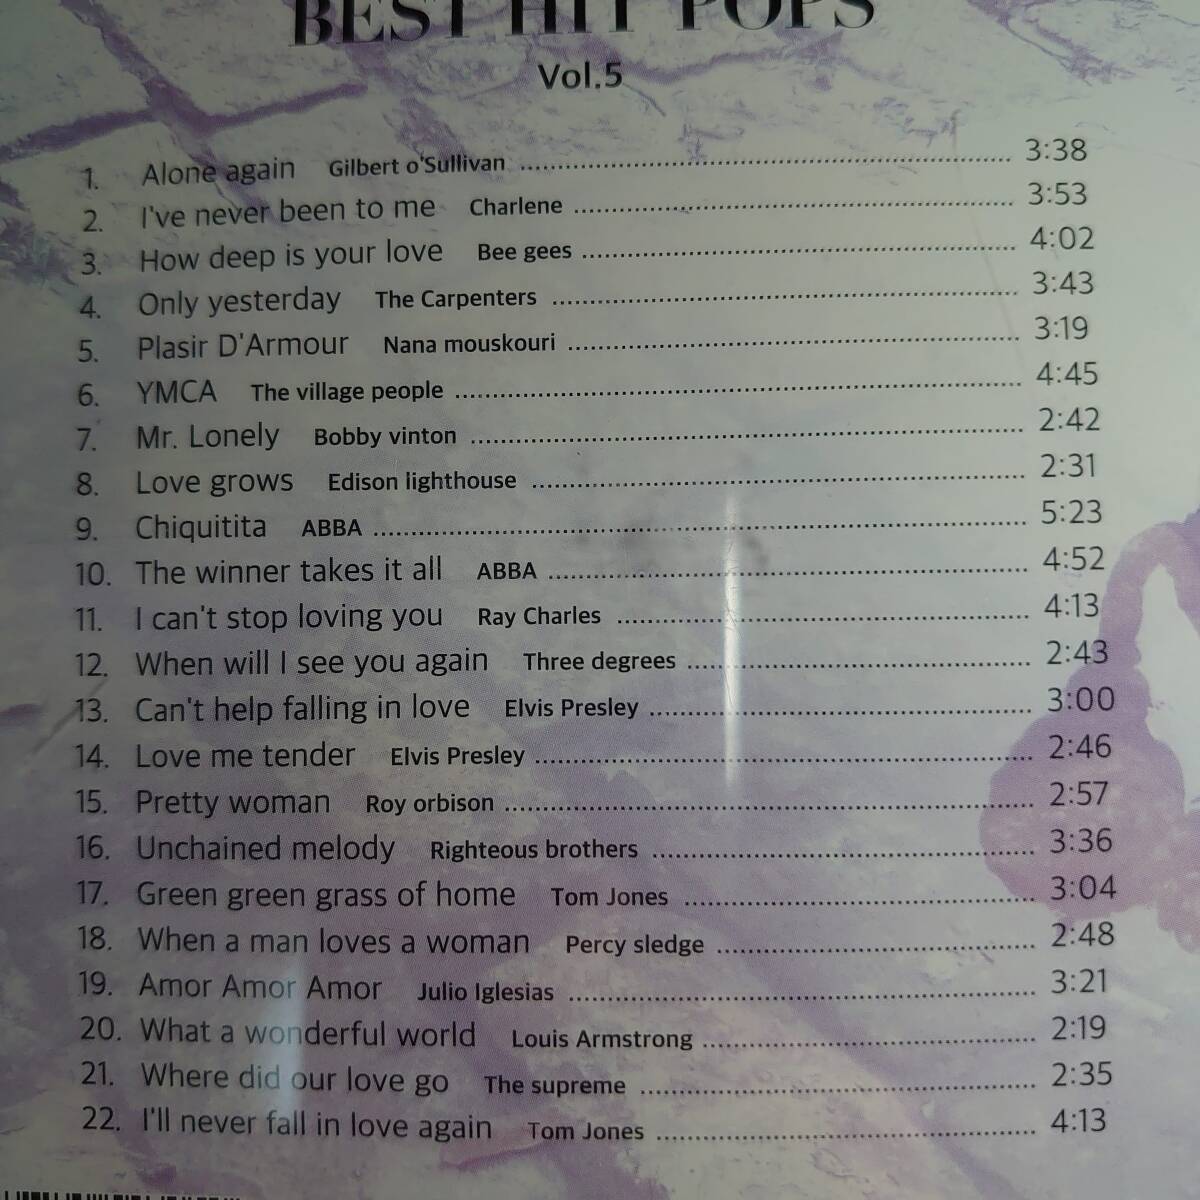 BEST HIT POPS
Vol.5
1. Alone again Gilbert o'Sullivan 3:38
2. I've never been to me Charlene 3:53
3. How deep is your love Bee gees 4:02
4. Only yesterday The Carpenters 3:43
5. Plasir D'Armour Nana mouskouri 3:19
6. YMCA The village people 4:45
7. Mr. Lonely Bobby vinton 2:42
8. Love grows Edison lighthouse 2:31
9. Chiquitita ABBA 5:23
10. The winner takes it all ABBA 4:52
11. I can't stop loving you Ray Charles 4:13
12. When will I see you again Three degrees 2:43
13. Can't help falling in love Elvis Presley 3:00
14. Love me tender Elvis Presley 2:46
15. Pretty woman Roy orbison 2:57
16. Unchained melody Righteous brothers 3:36
17. Green green grass of home Tom Jones 3:04
18. When a man loves a woman Percy sledge 2:48
19. Amor Amor Amor Julio Iglesias 3:21
20. What a wonderful world Louis Armstrong 2:19
21. Where did our love go The supreme 2:35
22. I'll never fall in love again Tom Jones 4:13